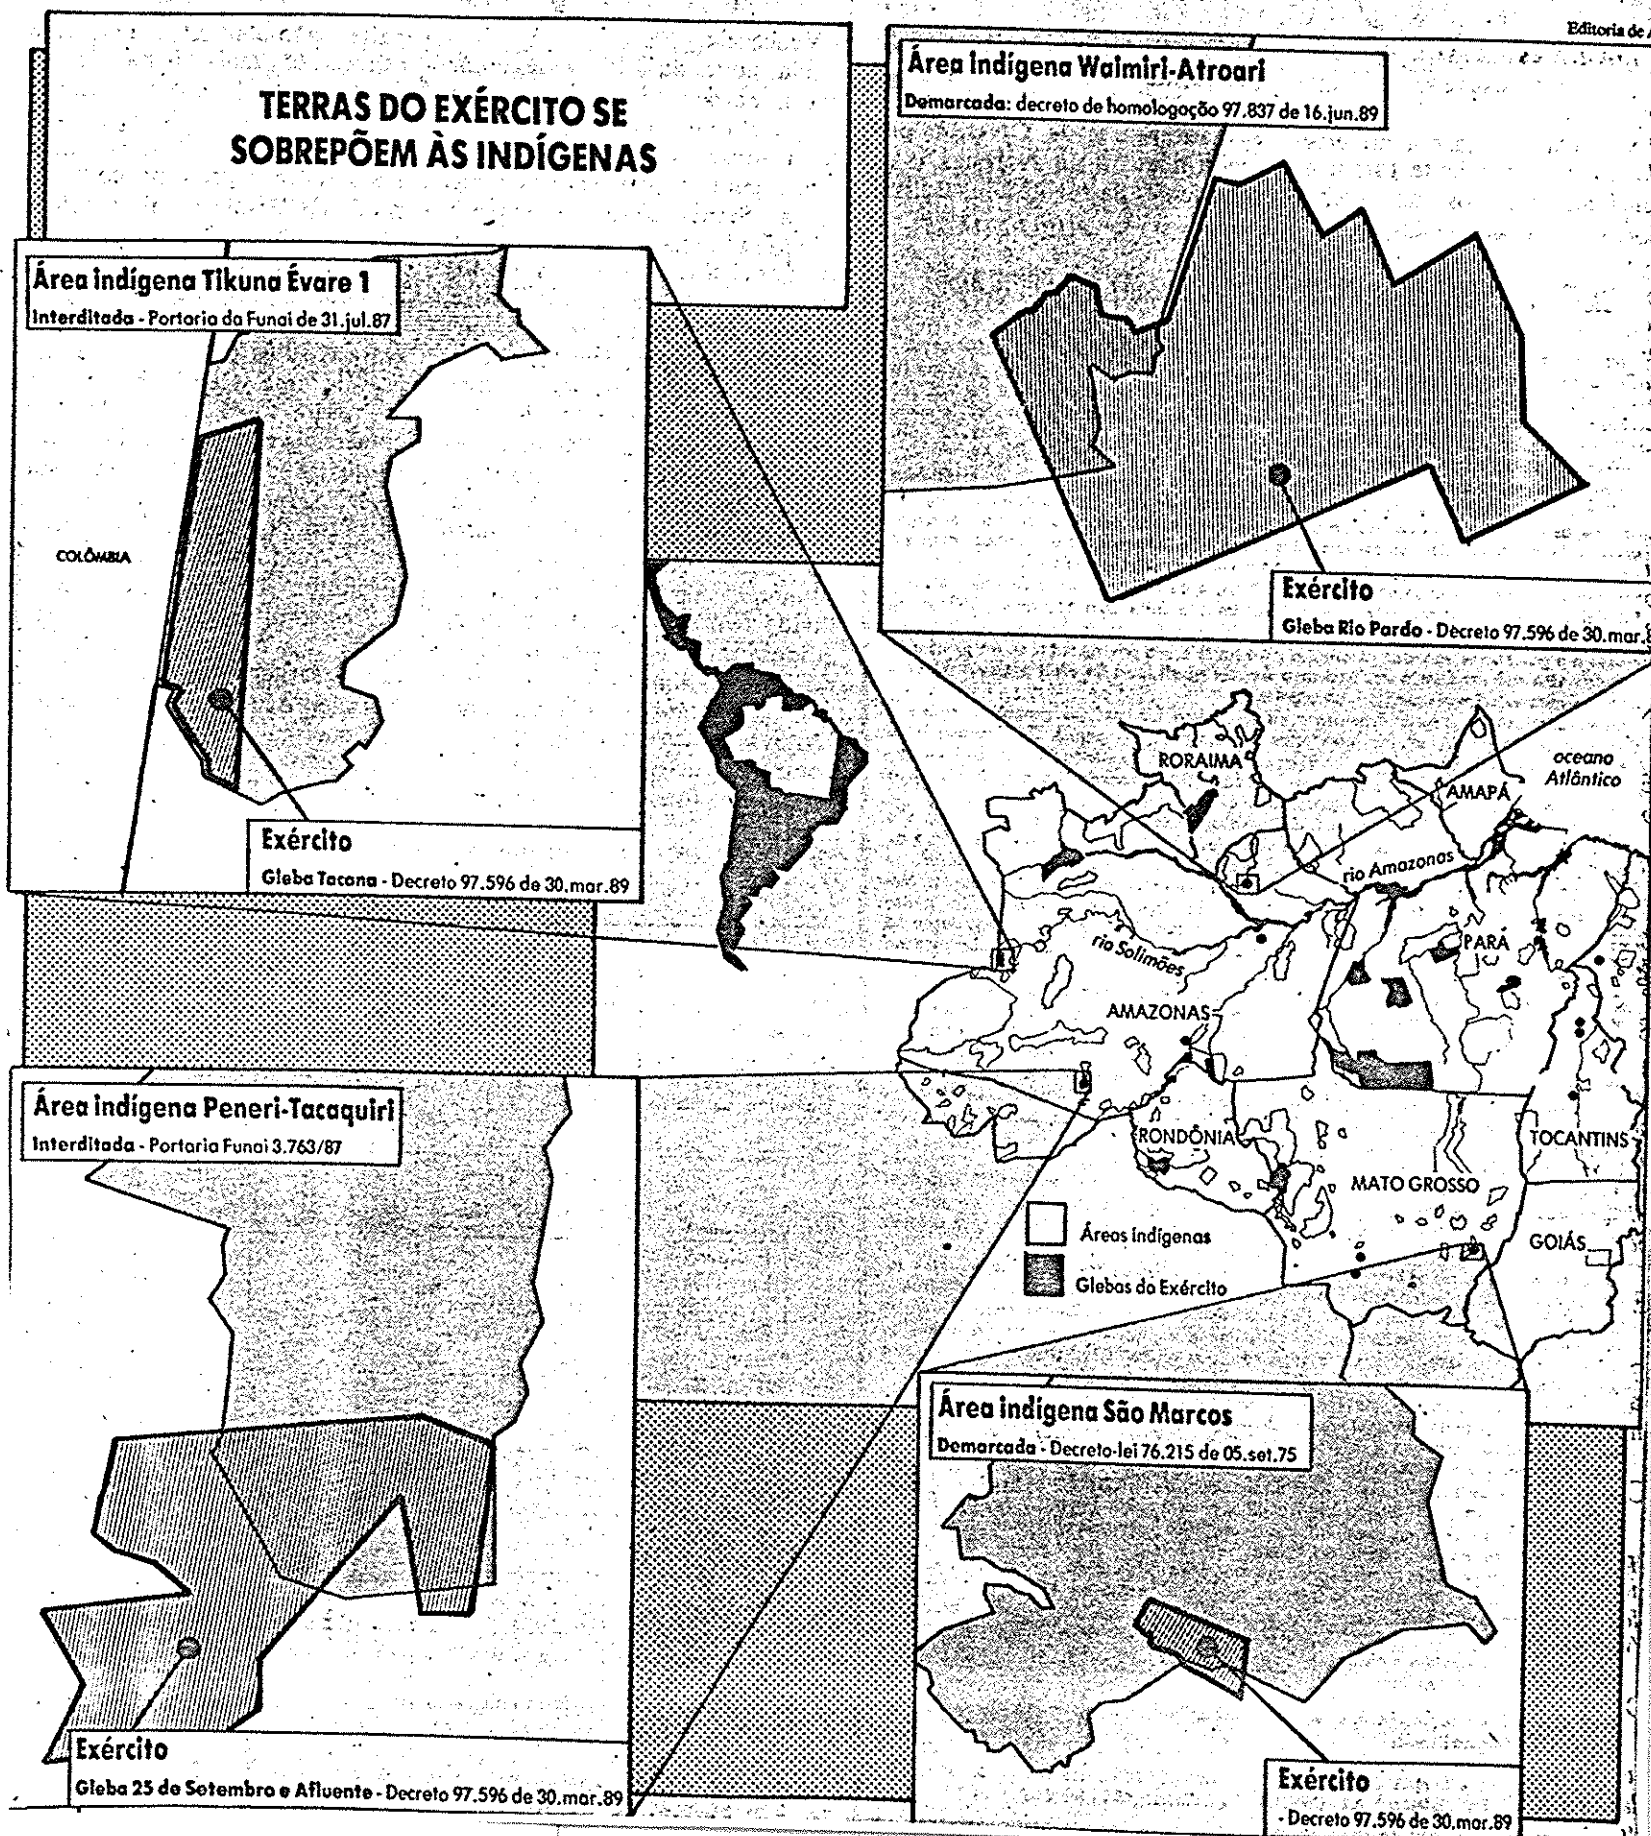 Editoria de
TERRAS DO EXÉRCITO SE
SOBREPÕEM ÀS INDÍGENAS
Área indígena Waimiri-Atroari
Demarcada: decreto de homologação 97.837 de 16.jun.89
Exército
Gleba Rio Pardo - Decreto 97.596 de 30.mar.
Área indígena Tikuna Évare 1
Interditada - Portaria da Funai de 31.jul.87
COLÔMBIA
Exército
Gleba Tacana - Decreto 97.596 de 30.mar.89
RORAIMA
AMAPÁ
oceano
Atlântico
rio Amazonas
rio Solimões
PARÁ
AMAZONAS
RONDÔNIA
TOCANTINS
MATO GROSSO
GOIÁS
Áreas indígenas
Glebas do Exército
Área indígena Peneri-Tacaquiri
Interditada - Portaria Funai 3.763/87
Exército
Gleba 25 de Setembro e Afluente - Decreto 97.596 de 30.mar.89
Área indígena São Marcos
Demarcada - Decreto-lei 76.215 de 05.set.75
Exército
- Decreto 97.596 de 30.mar.89